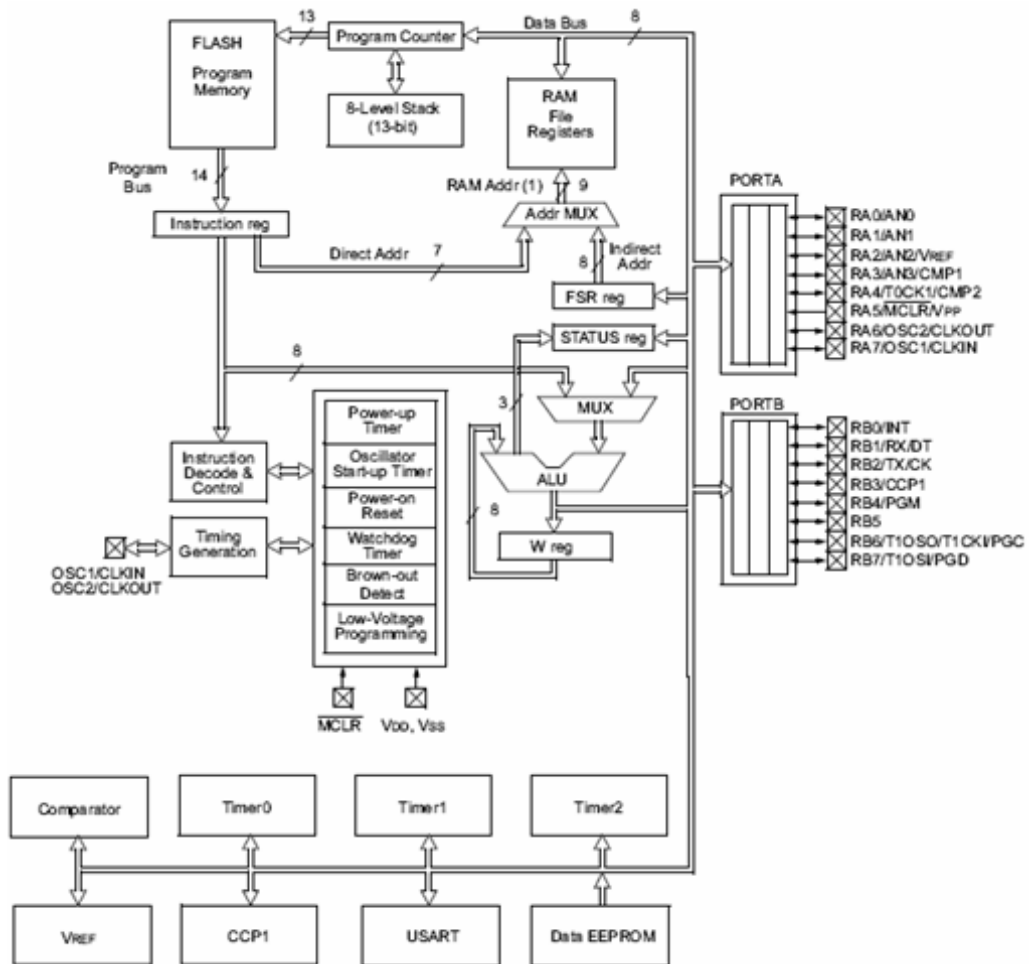 FLASH
Program
Memory
13
Program Counter
8-Level Stack
(13-bit)
Data Bus
8
RAM
File
Registers
Program
Bus
14
RAM Addr (1)
9
Addr MUX
Instruction reg
Direct Addr
7
8
Indirect
Addr
FSR reg
STATUS reg
8
3
MUX
ALU
8
W reg
Instruction
Decode &
Control
Timing
Generation
OSC1/CLKIN
OSC2/CLKOUT
Power-up
Timer
Oscillator
Start-up Timer
Power-on
Reset
Watchdog
Timer
Brown-out
Detect
Low-Voltage
Programming
MCLR
VDD, VSS
PORTA
RA0/AN0
RA1/AN1
RA2/AN2/VREF
RA3/AN3/CMP1
RA4/T0CK1/CMP2
RA5/MCLR/VPP
RA6/OSC2/CLKOUT
RA7/OSC1/CLKIN
PORTB
RB0/INT
RB1/RX/DT
RB2/TX/CK
RB3/CCP1
RB4/PGM
RB5
RB6/T1OSO/T1CKI/PGC
RB7/T1OSI/PGD
Comparator
Timer0
Timer1
Timer2
VREF
CCP1
USART
Data EEPROM